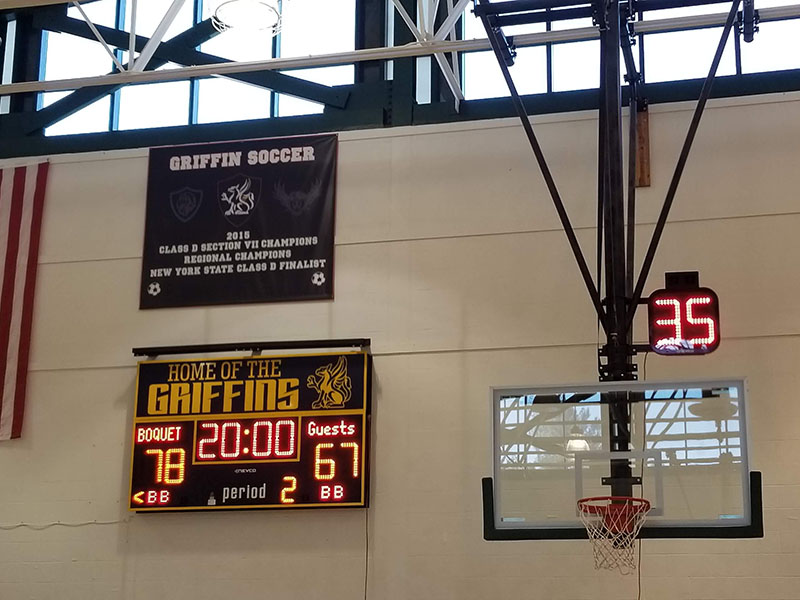 GRIFFIN SOCCER
2015
CLASS D SECTION VII CHAMPIONS
REGIONAL CHAMPIONS
NEW YORK STATE CLASS D FINALIST
35
HOME OF THE
GRIFFINS
BOQUET 20:00 Guests
78 67
NEVCO
<BB period 2 BB